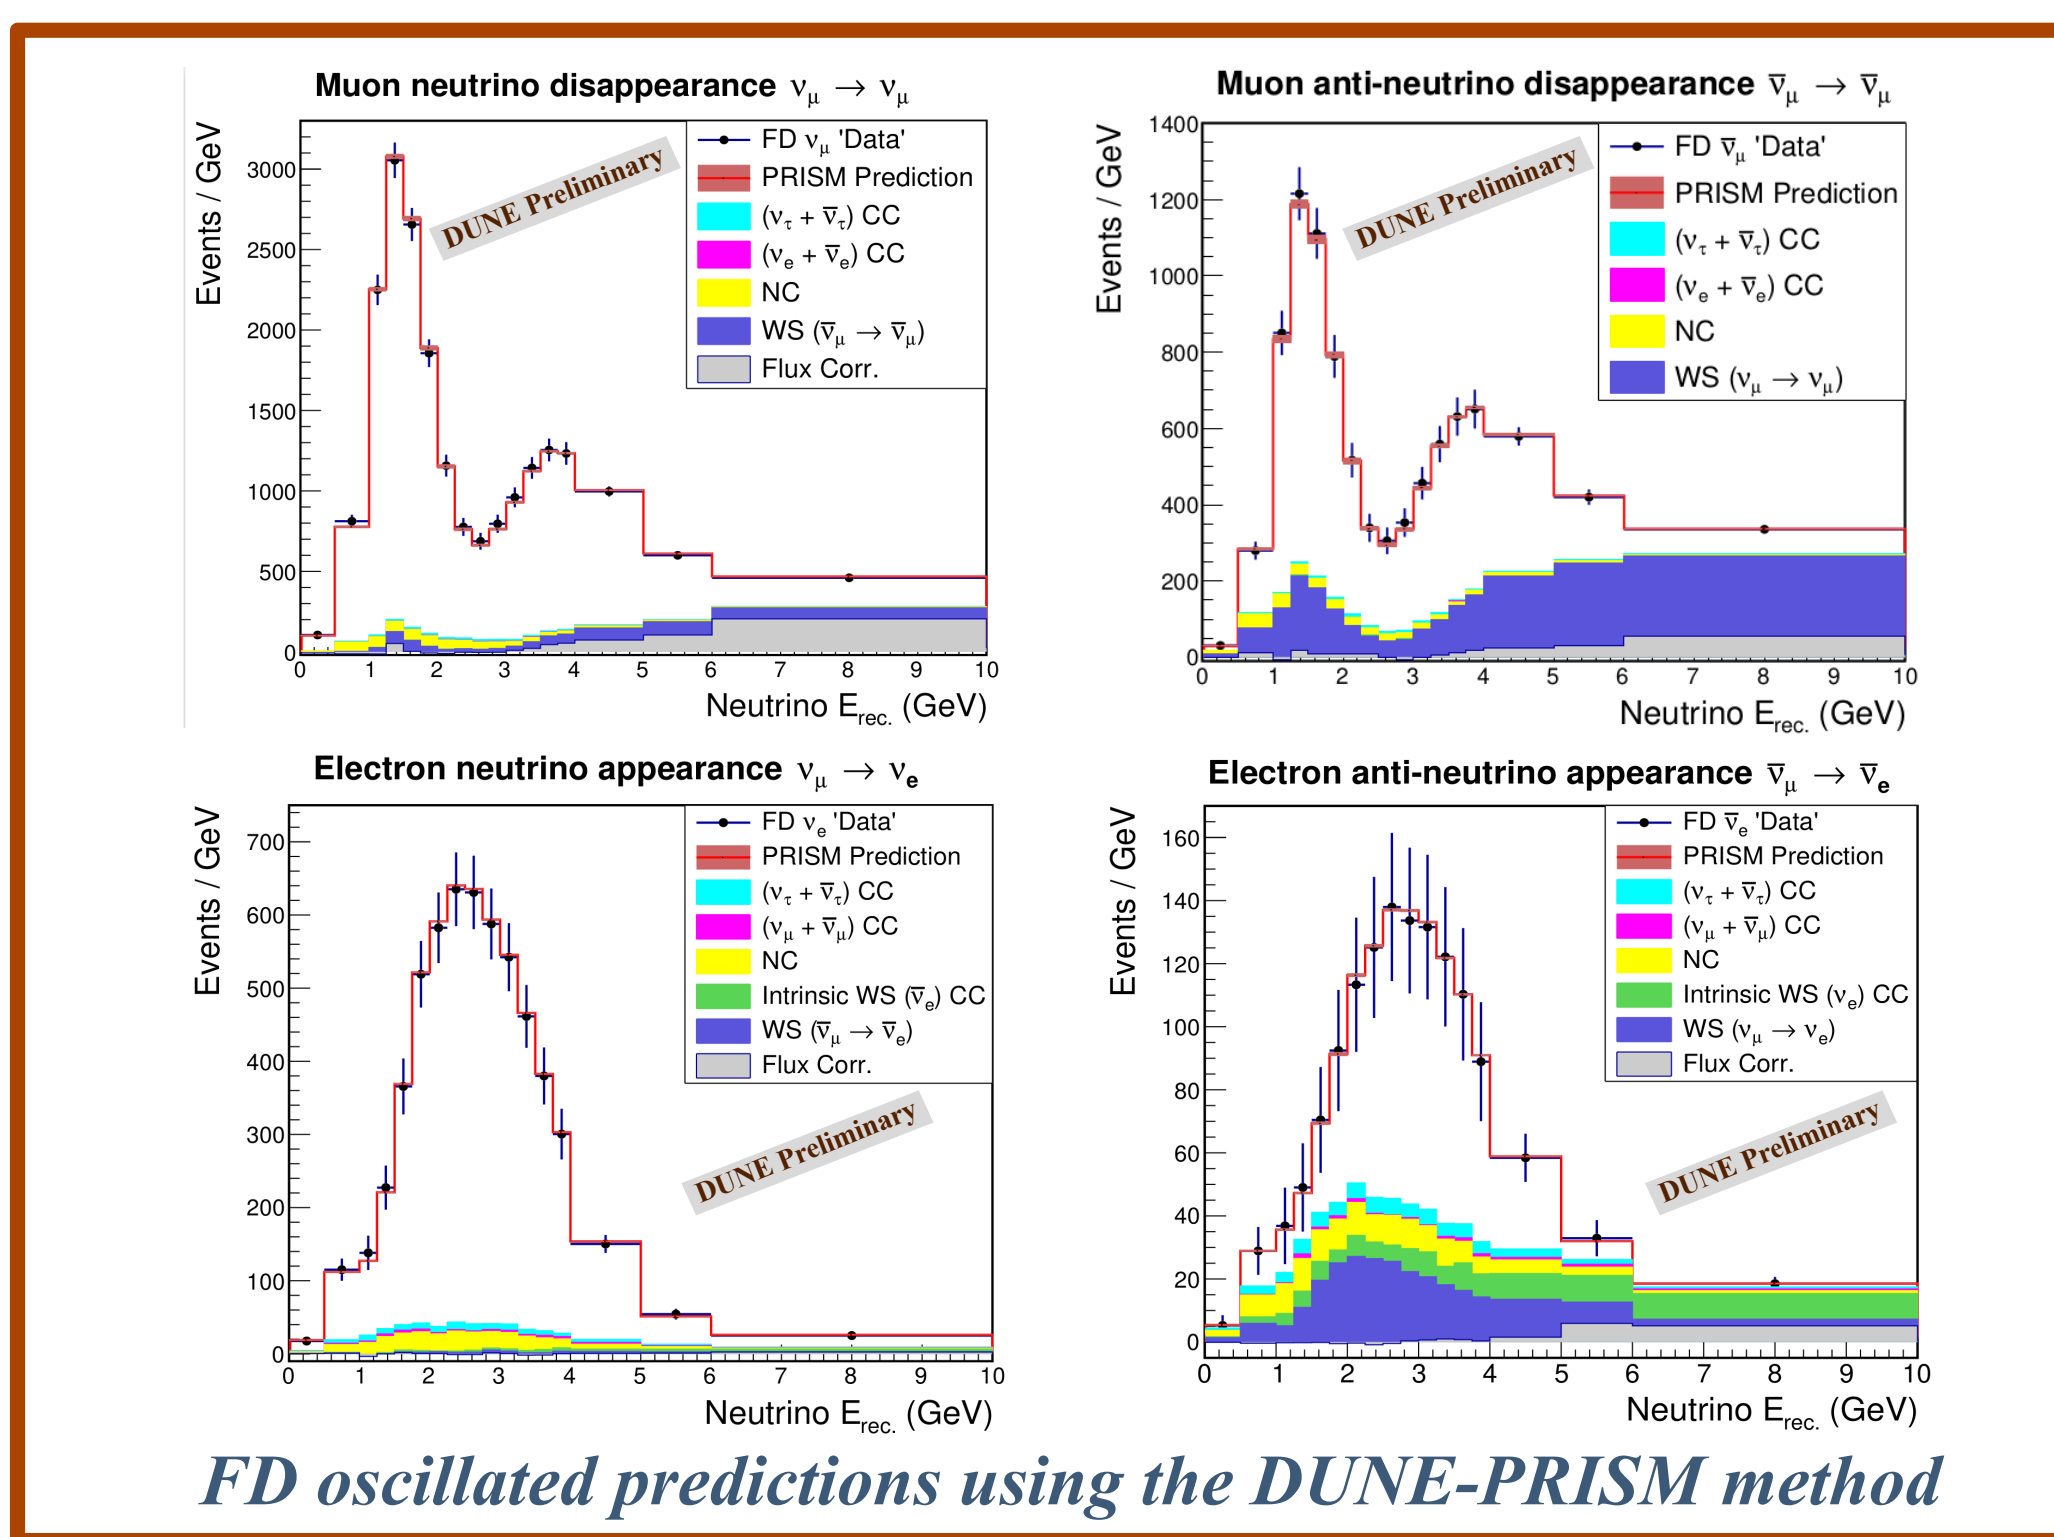 Muon neutrino disappearance ν_μ → ν_μ
Events / GeV
3000
2500
2000
1500
1000
500
0
DUNE Preliminary
FD ν_μ 'Data'
PRISM Prediction
(ν_τ + ν̅_τ) CC
(ν_e + ν̅_e) CC
NC
WS (ν̅_μ → ν̅_μ)
Flux Corr.
0 1 2 3 4 5 6 7 8 9 10
Neutrino E_rec. (GeV)
Muon anti-neutrino disappearance ν̅_μ → ν̅_μ
Events / GeV
1400
1200
1000
800
600
400
200
0
DUNE Preliminary
FD ν̅_μ 'Data'
PRISM Prediction
(ν_τ + ν̅_τ) CC
(ν_e + ν̅_e) CC
NC
WS (ν_μ → ν_μ)
0 1 2 3 4 5 6 7 8 9 10
Neutrino E_rec. (GeV)
Electron neutrino appearance ν_μ → ν_e
Events / GeV
700
600
500
400
300
200
100
0
FD ν_e 'Data'
PRISM Prediction
(ν_τ + ν̅_τ) CC
(ν_μ + ν̅_μ) CC
NC
Intrinsic WS (ν̅_e) CC
WS (ν̅_μ → ν̅_e)
Flux Corr.
DUNE Preliminary
0 1 2 3 4 5 6 7 8 9 10
Neutrino E_rec. (GeV)
Electron anti-neutrino appearance ν̅_μ → ν̅_e
Events / GeV
160
140
120
100
80
60
40
20
0
FD ν̅_e 'Data'
PRISM Prediction
(ν_τ + ν̅_τ) CC
(ν_μ + ν̅_μ) CC
NC
Intrinsic WS (ν_e) CC
WS (ν_μ → ν_e)
Flux Corr.
DUNE Preliminary
0 1 2 3 4 5 6 7 8 9 10
Neutrino E_rec. (GeV)
FD oscillated predictions using the DUNE-PRISM method